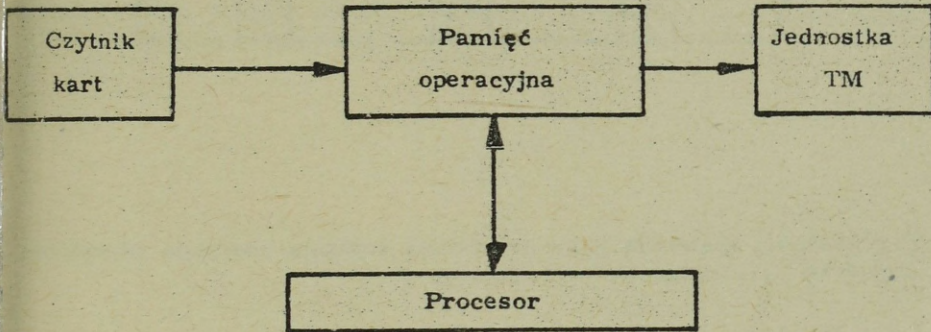 Czytnik
kart
Pamięć
operacyjna
Jednostka
TM
Procesor